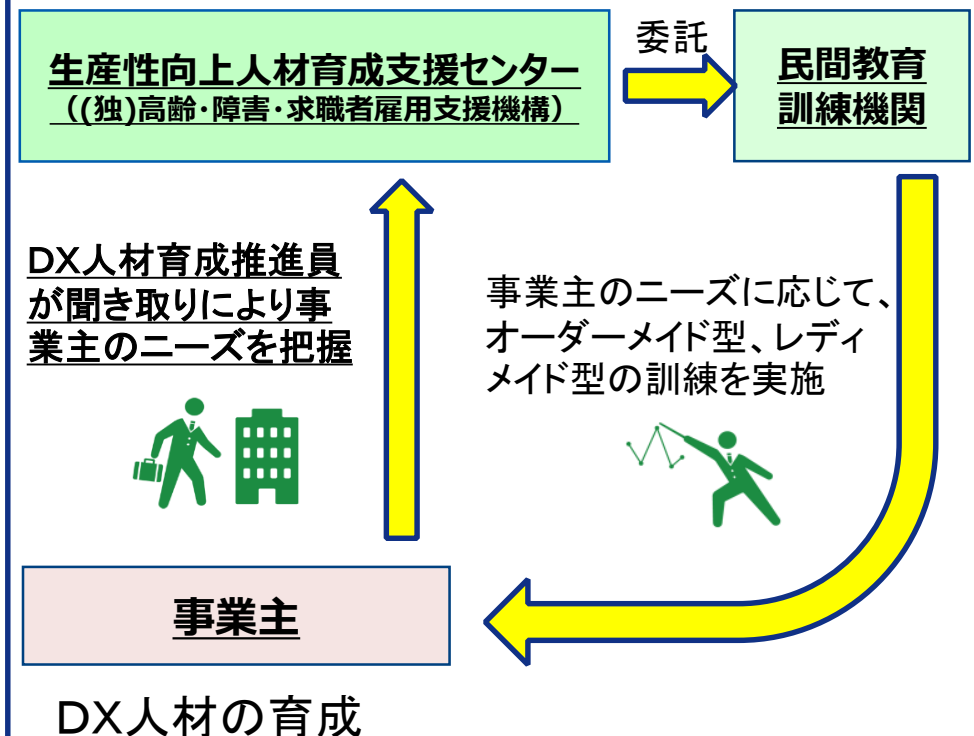 生産性向上人材育成支援センター
（(独)高齢・障害・求職者雇用支援機構）
委託
民間教育
訓練機関
ＤＸ人材育成推進員
が聞き取りにより事
業主のニーズを把握
事業主のニーズに応じて、
オーダーメイド型、レディ
メイド型の訓練を実施
事業主
ＤＸ人材の育成